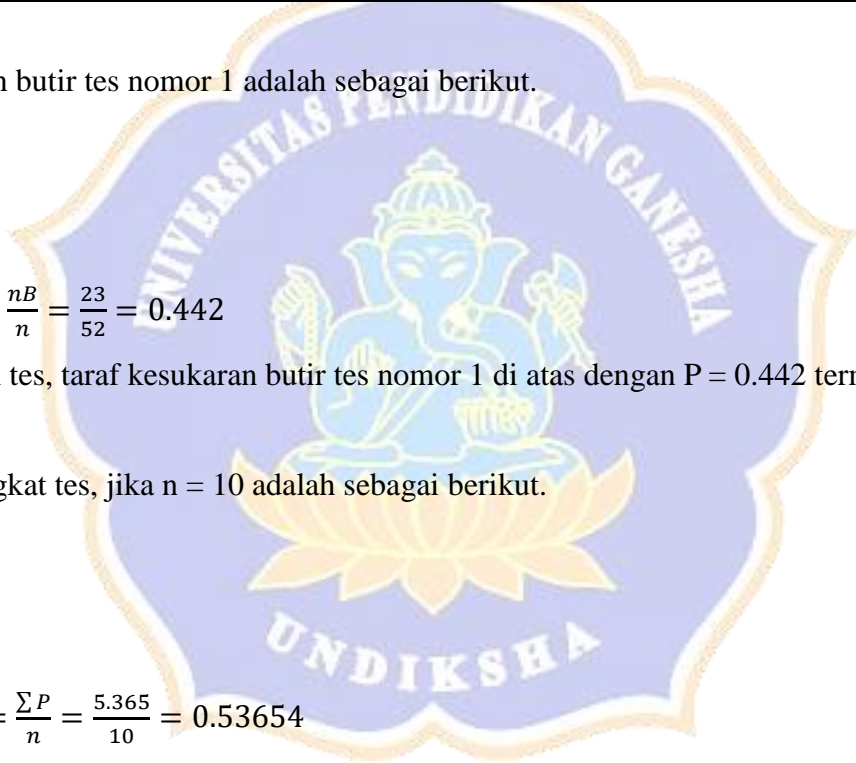 butir tes nomor 1 adalah sebagai berikut.
UNIVERSITAS PENDIDIKAN GANESHA
nB/n = 23/52 = 0.442
tes, taraf kesukaran butir tes nomor 1 di atas dengan P = 0.442
tes, jika n = 10 adalah sebagai berikut.
UNDIKSHA
= ∑P/n = 5.365/10 = 0.53654